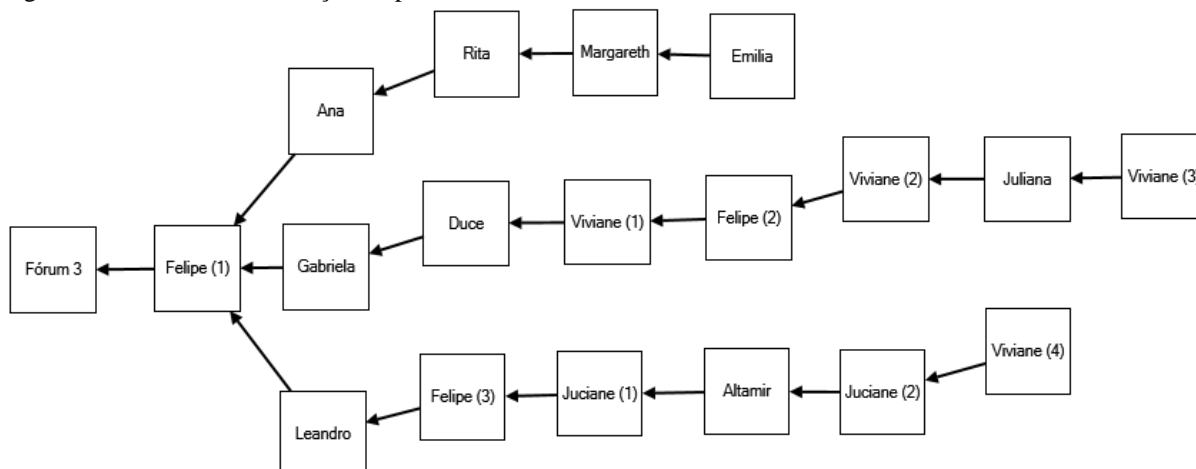 Rita
Margareth
Emilia
Ana
Viviane (2)
Juliana
Viviane (3)
Duce
Viviane (1)
Felipe (2)
Fórum 3
Felipe (1)
Gabriela
Viviane (4)
Felipe (3)
Juciane (1)
Altamir
Juciane (2)
Leandro